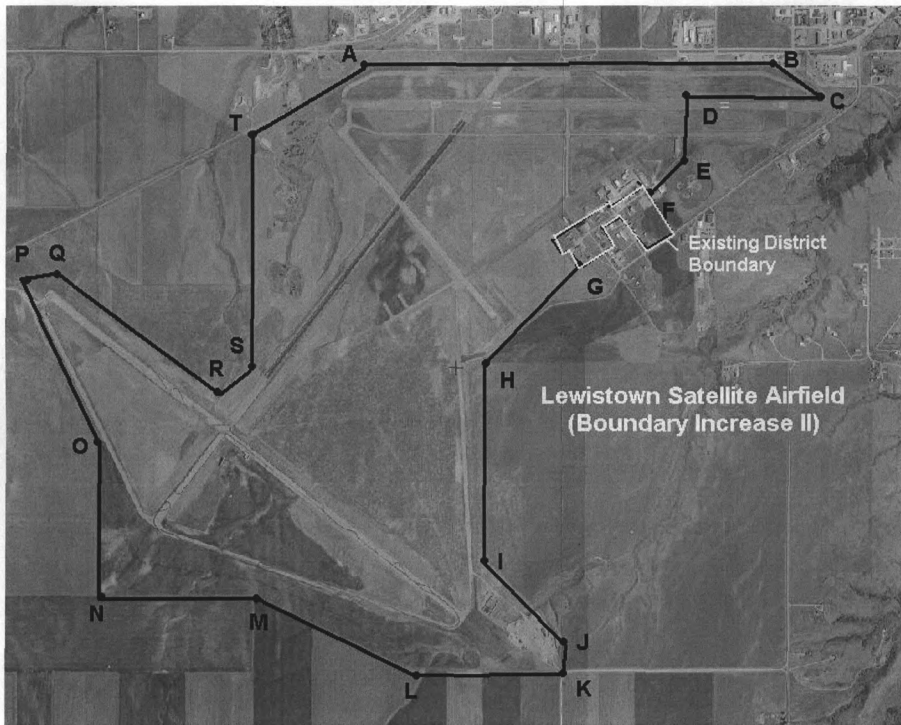 A
B
C
T
D
E
F
Existing District
Boundary
P
Q
G
S
H
R
Lewistown Satellite Airfield
(Boundary Increase II)
O
I
N
M
J
L
K